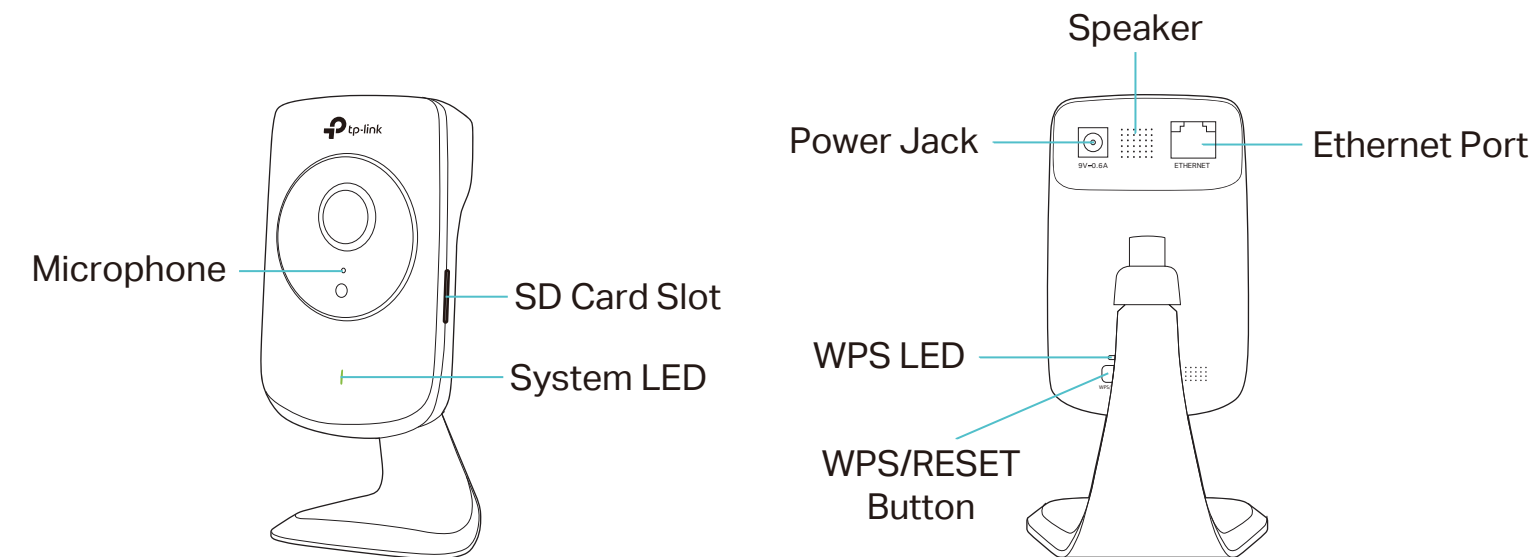 tp-link
Microphone
SD Card Slot
System LED
Speaker
Power Jack
Ethernet Port
9V⎓0.6A
ETHERNET
WPS LED
WPS/RESET
Button
WPS/